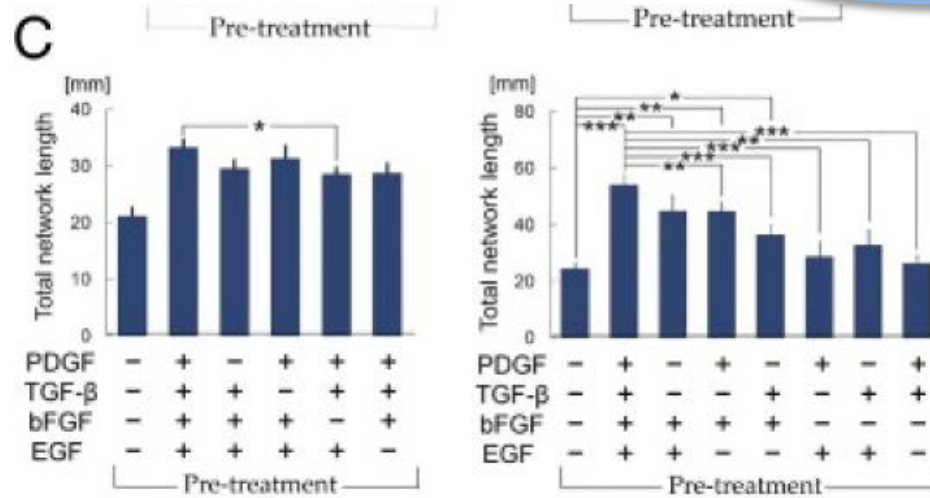 Pre-treatment
C
[mm]
Total network length
40
30
20
10
0
*
PDGF − + − + + +
TGF-β − + + − + +
bFGF − + + + − +
EGF − + + + + −
Pre-treatment
Pre-treatment
[mm]
Total network length
80
60
40
20
0
*
**
**
***
***
**
***
***
**
PDGF − + − + − + − +
TGF-β − + − − + − + +
bFGF − + + + + − − −
EGF − + + − − + + −
Pre-treatment